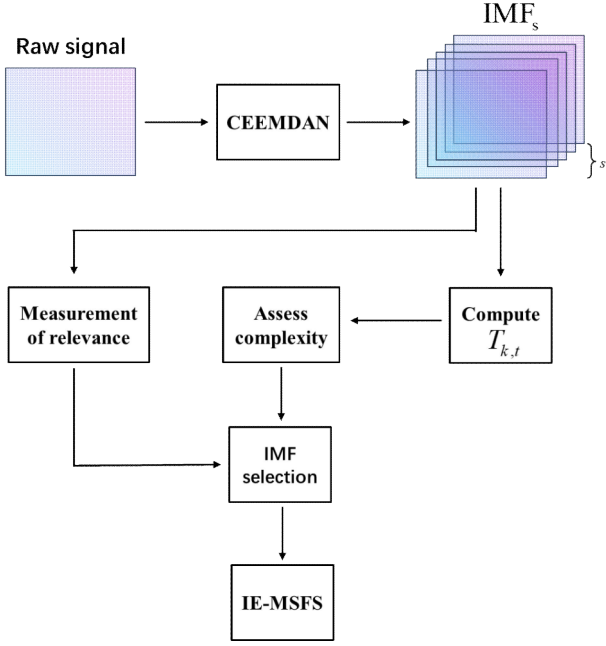 Raw signal
IMFs
CEEMDAN
s
Measurement
of relevance
Assess
complexity
Compute
Tk,t
IMF
selection
IE-MSFS